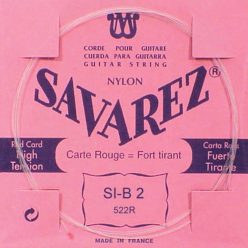 CORDE POUR GUITARE
CUERDA PARA GUITARRA
GUITAR STRING
NYLON
SAVAREZ®
Red Card
High
Tension
Carte Rouge = Fort tirant
Carta Roja
Fuerte
Tirante
SI-B 2
522R
MADE IN FRANCE